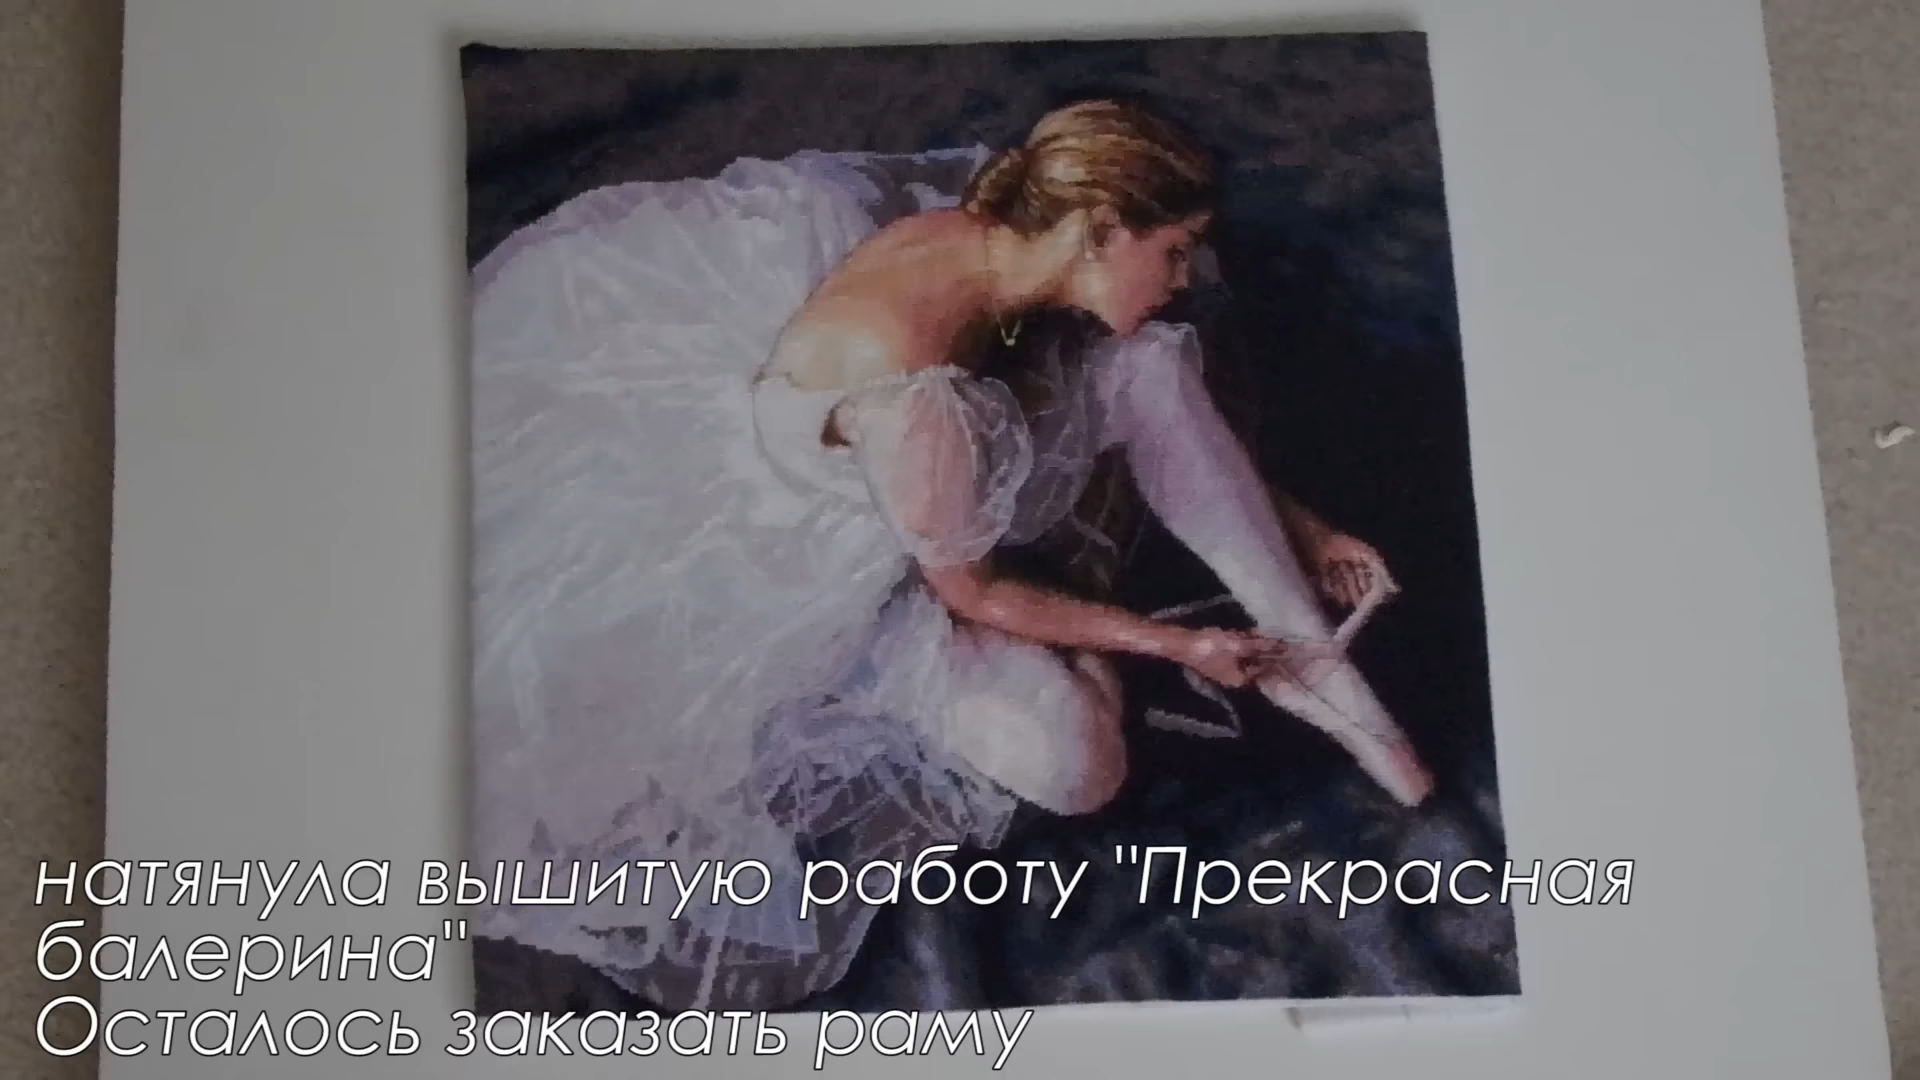 натянула вышитую работу "Прекрасная
балерина"
Осталось заказать раму